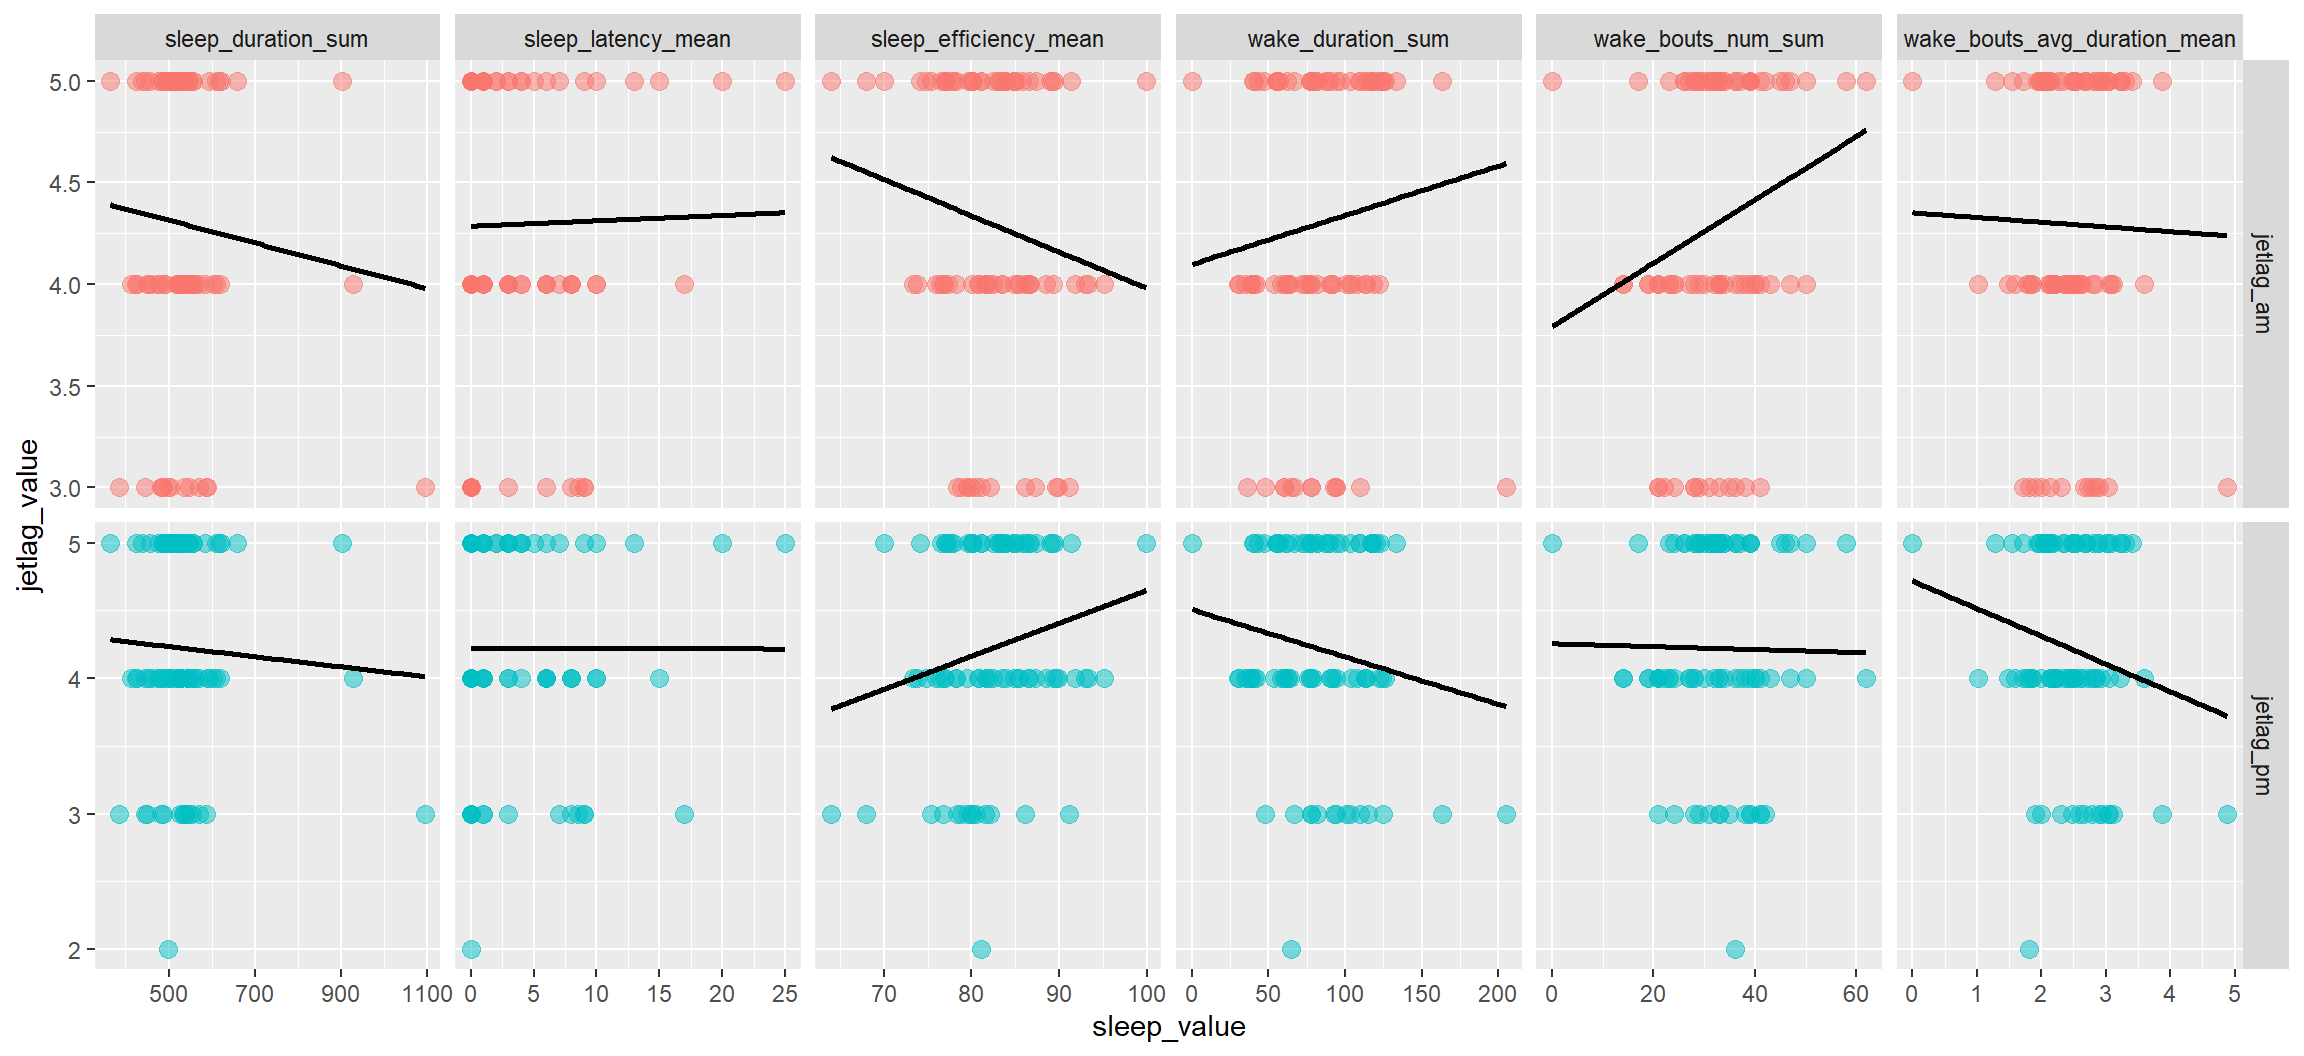 sleep_duration_sum sleep_latency_mean sleep_efficiency_mean wake_duration_sum wake_bouts_num_sum wake_bouts_avg_duration_mean
5.0
4.5
4.0
3.5
3.0
jetlag_am
jetlag_value
5
4
3
2
jetlag_pm
500 700 900 1100 0 5 10 15 20 25 70 80 90 100 0 50 100 150 200 0 20 40 60 0 1 2 3 4 5
sleep_value